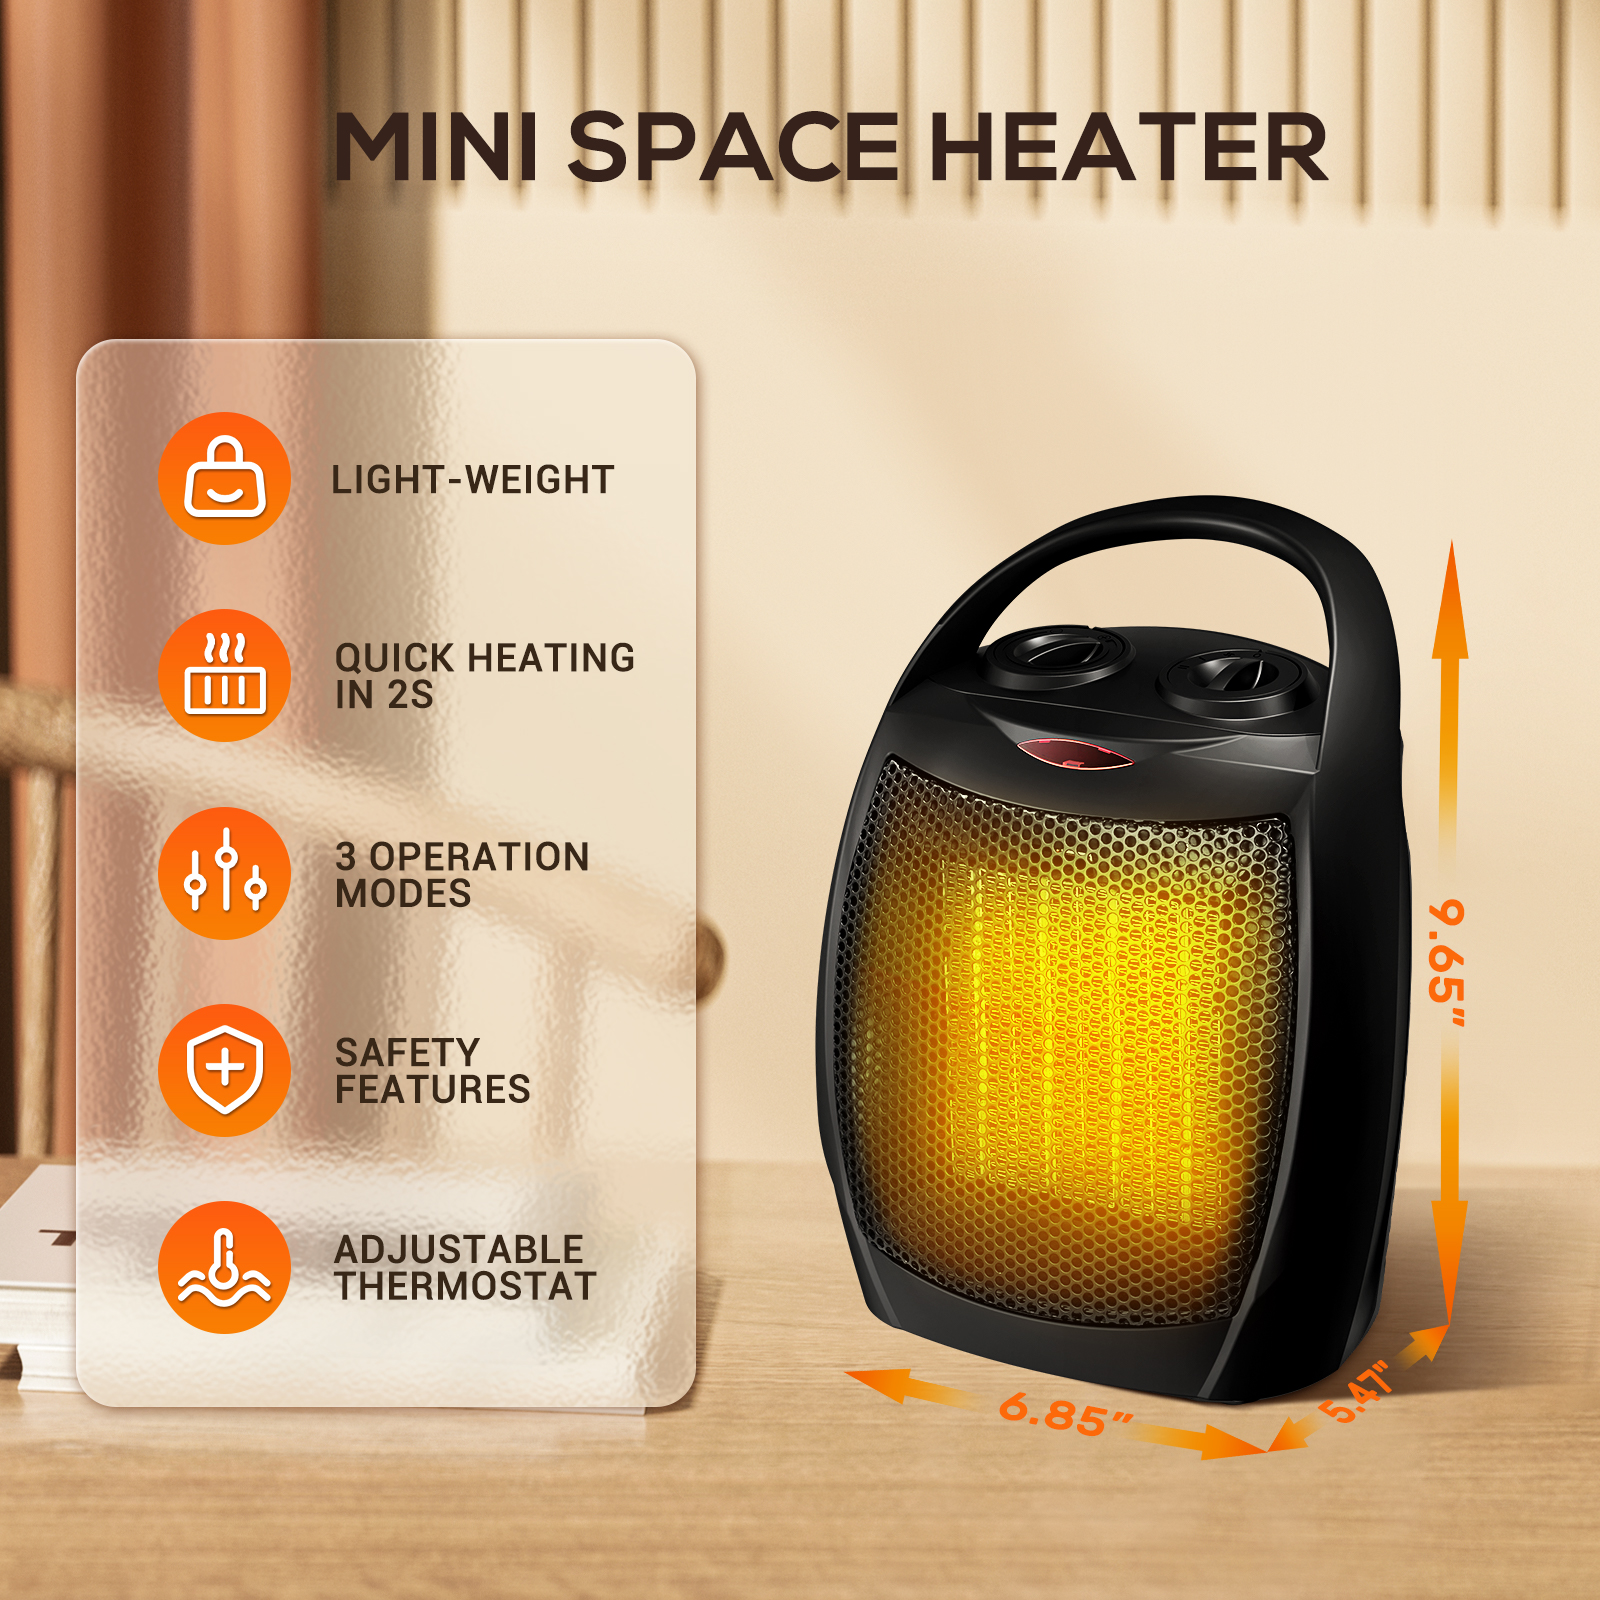 MINI SPACE HEATER
LIGHT-WEIGHT
QUICK HEATING
IN 2S
3 OPERATION
MODES
SAFETY
FEATURES
ADJUSTABLE
THERMOSTAT
9.65"
6.85"
5.47"